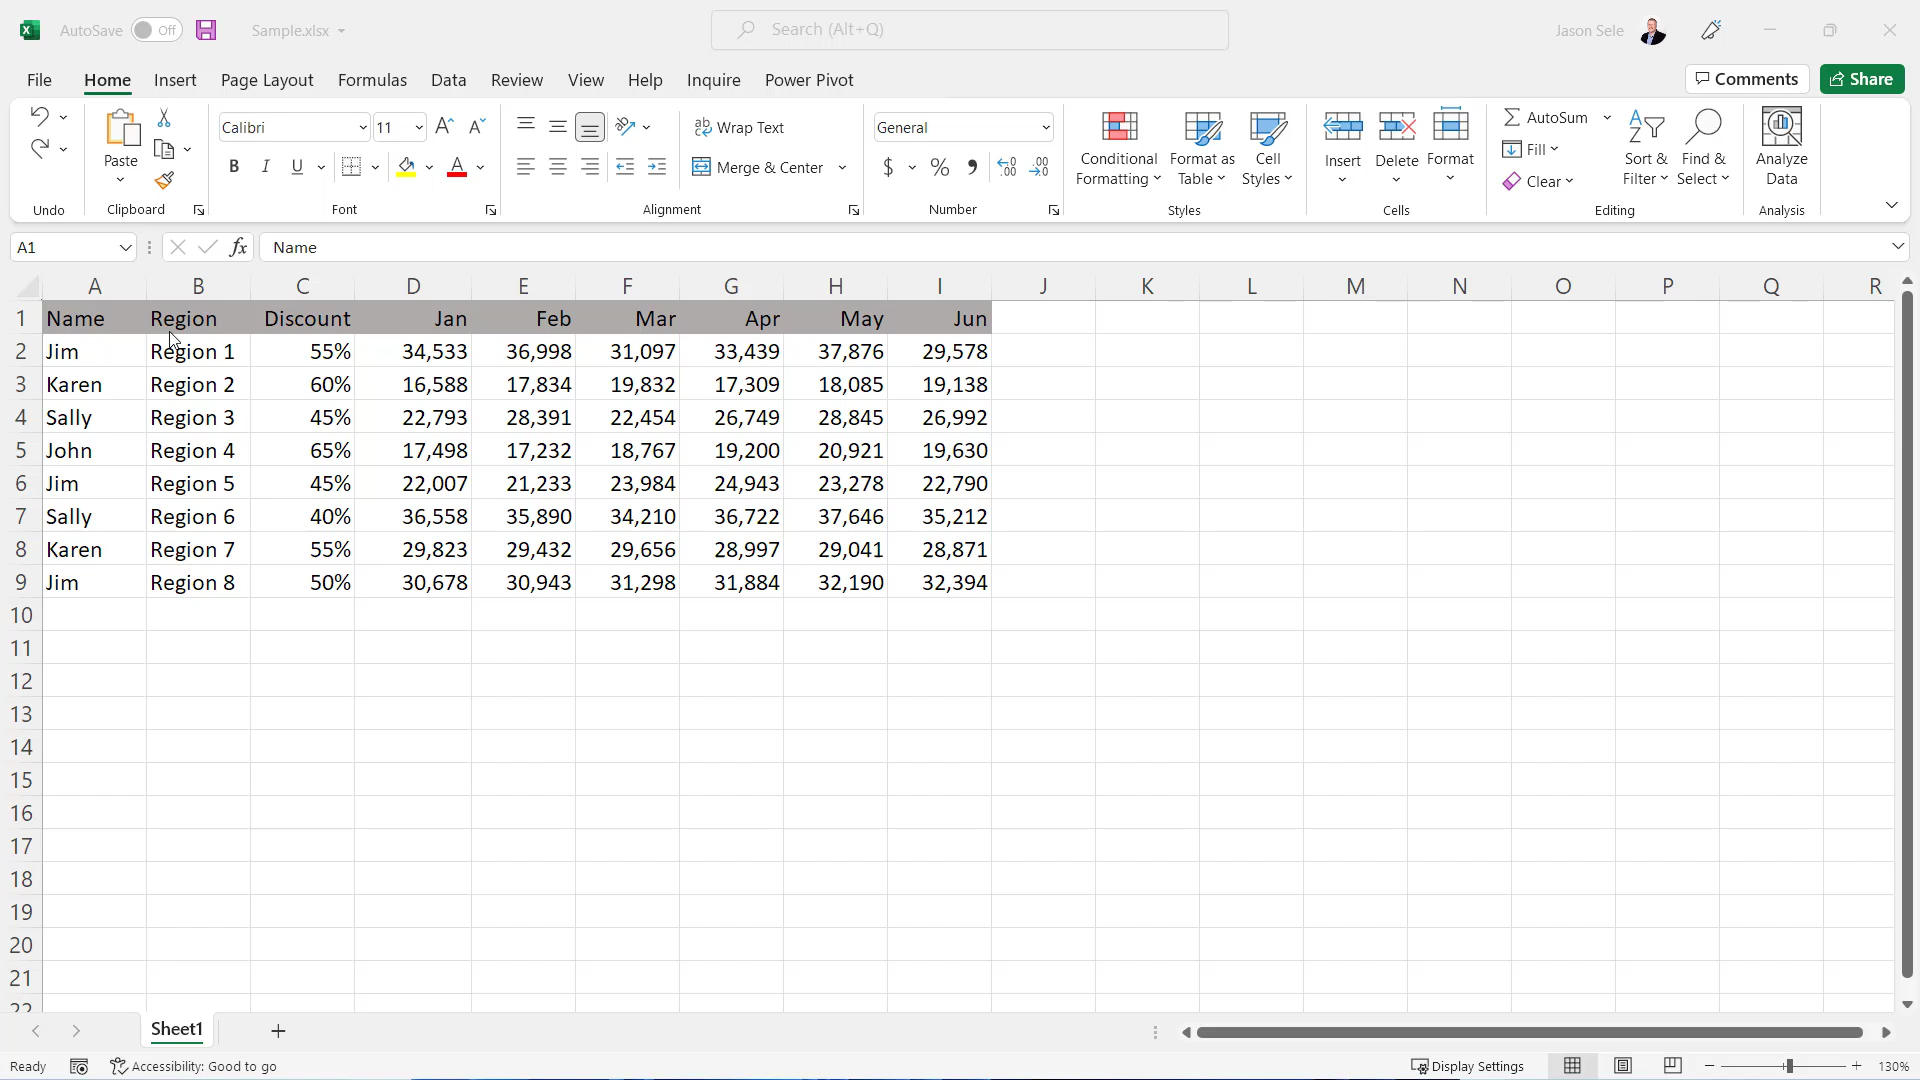 AutoSave Off Sample.xlsx Search (Alt+Q) Jason Sele
File Home Insert Page Layout Formulas Data Review View Help Inquire Power Pivot Comments Share
Paste
Calibri 11
B I U A
ab Wrap Text
Merge & Center
General
$ % ,
Conditional Formatting
Format as Table
Cell Styles
Insert Delete Format
AutoSum
Fill
Clear
Sort & Filter
Find & Select
Analyze Data
Undo Clipboard Font Alignment Number Styles Cells Editing Analysis
A1 fx Name
A B C D E F G H I J K L M N O P Q R
1 Name Region Discount Jan Feb Mar Apr May Jun
2 Jim Region 1 55% 34,533 36,998 31,097 33,439 37,876 29,578
3 Karen Region 2 60% 16,588 17,834 19,832 17,309 18,085 19,138
4 Sally Region 3 45% 22,793 28,391 22,454 26,749 28,845 26,992
5 John Region 4 65% 17,498 17,232 18,767 19,200 20,921 19,630
6 Jim Region 5 45% 22,007 21,233 23,984 24,943 23,278 22,790
7 Sally Region 6 40% 36,558 35,890 34,210 36,722 37,646 35,212
8 Karen Region 7 55% 29,823 29,432 29,656 28,997 29,041 28,871
9 Jim Region 8 50% 30,678 30,943 31,298 31,884 32,190 32,394
10
11
12
13
14
15
16
17
18
19
20
21
22
Sheet1
Ready Accessibility: Good to go Display Settings 130%